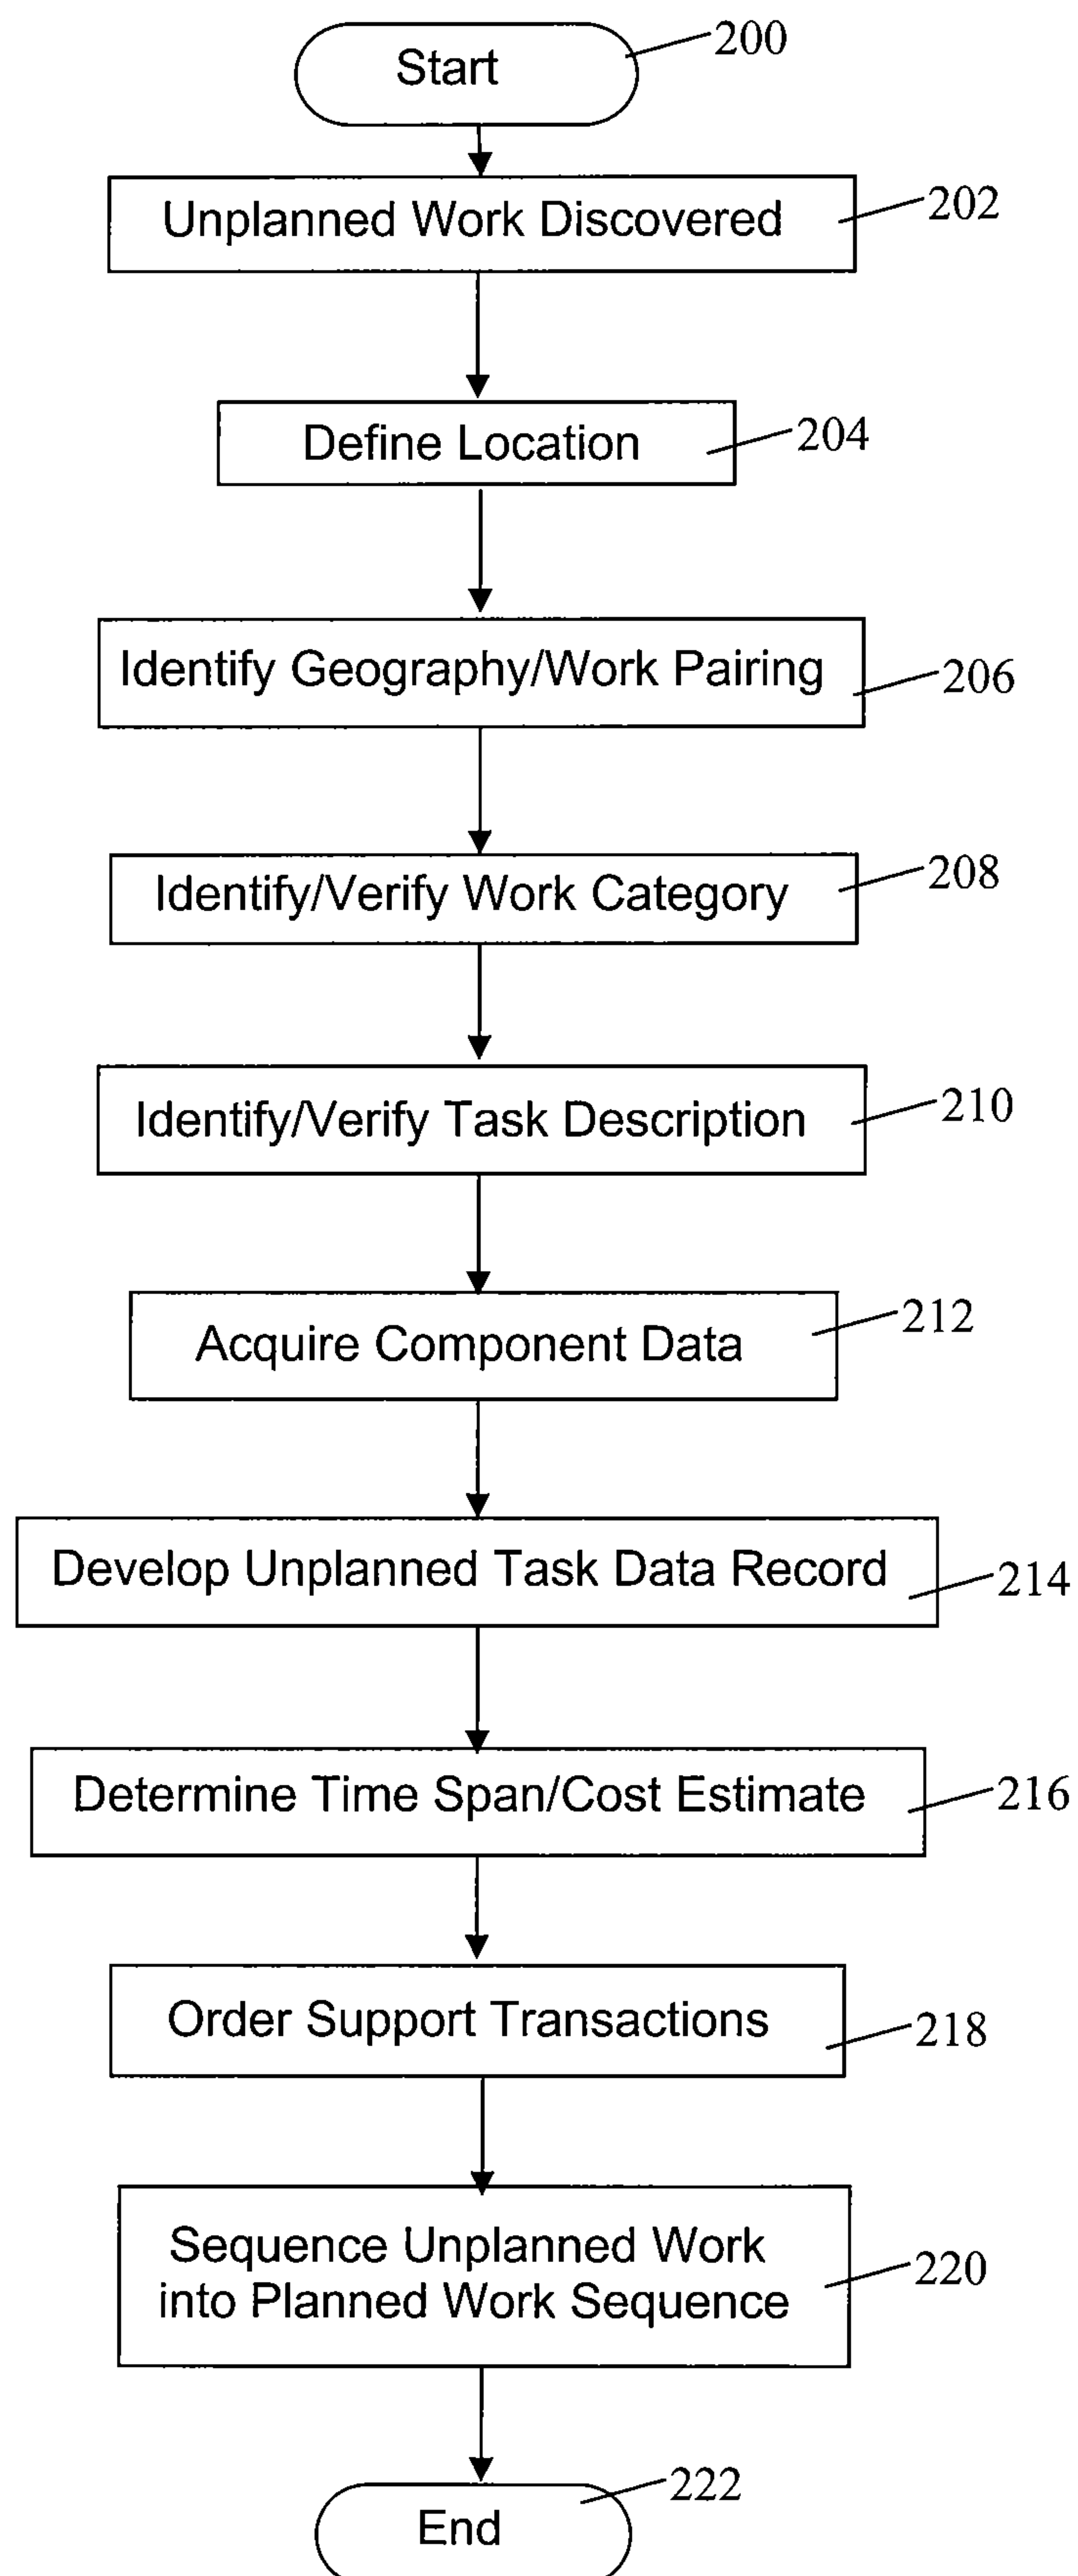 Start
200
Unplanned Work Discovered
202
Define Location
204
Identify Geography/Work Pairing
206
Identify/Verify Work Category
208
Identify/Verify Task Description
210
Acquire Component Data
212
Develop Unplanned Task Data Record
214
Determine Time Span/Cost Estimate
216
Order Support Transactions
218
Sequence Unplanned Work
into Planned Work Sequence
220
End
222